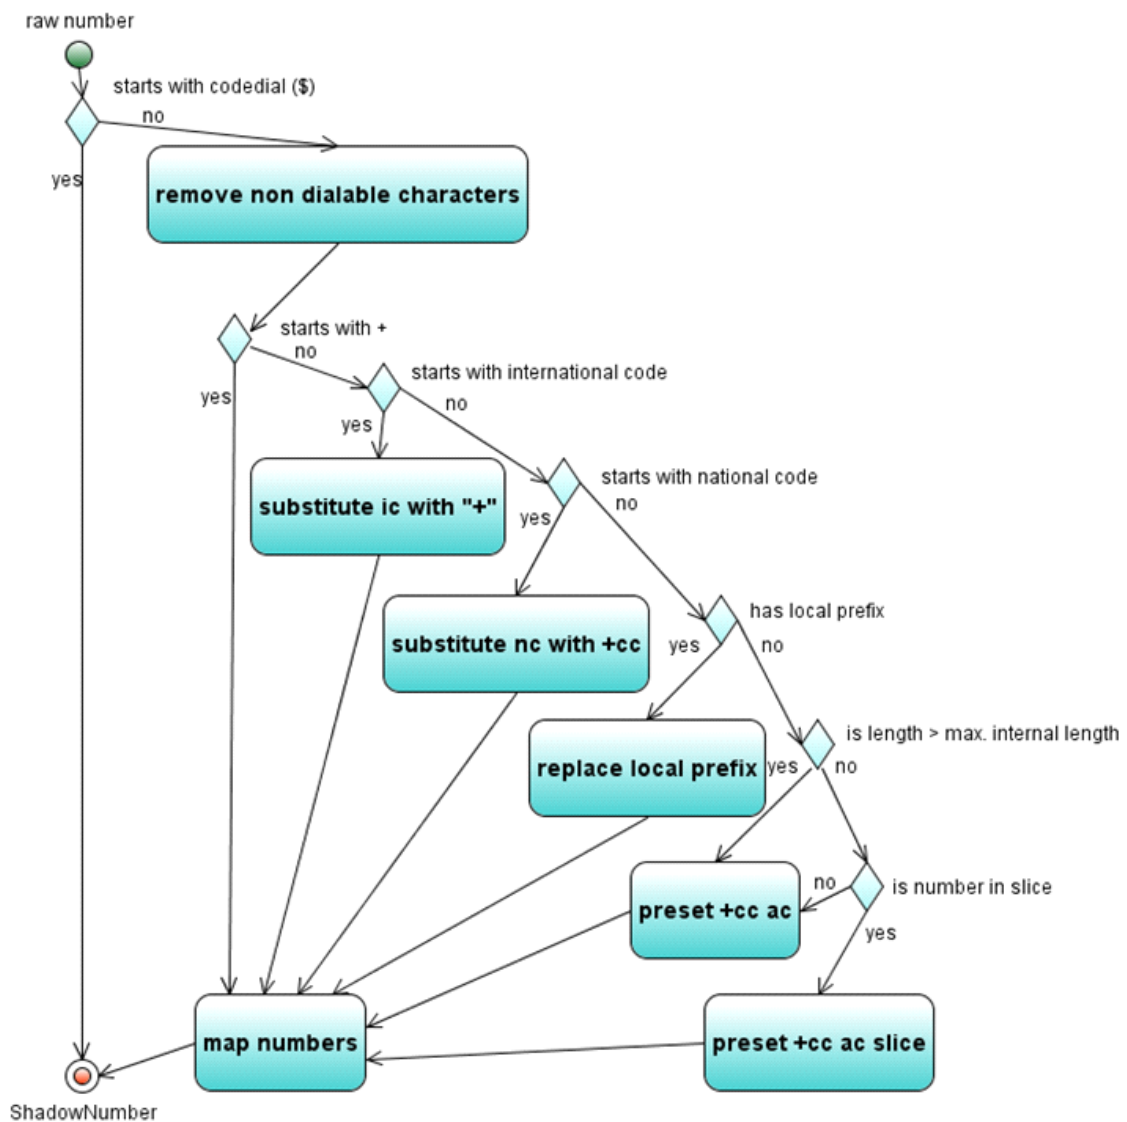 raw number
starts with codedial ($)
no
yes
remove non dialable characters
starts with +
no
yes
starts with international code
no
yes
substitute ic with "+"
starts with national code
no
yes
substitute nc with +cc
has local prefix
yes
no
replace local prefix
is length > max. internal length
yes
no
preset +cc ac
no
is number in slice
yes
map numbers
preset +cc ac slice
ShadowNumber